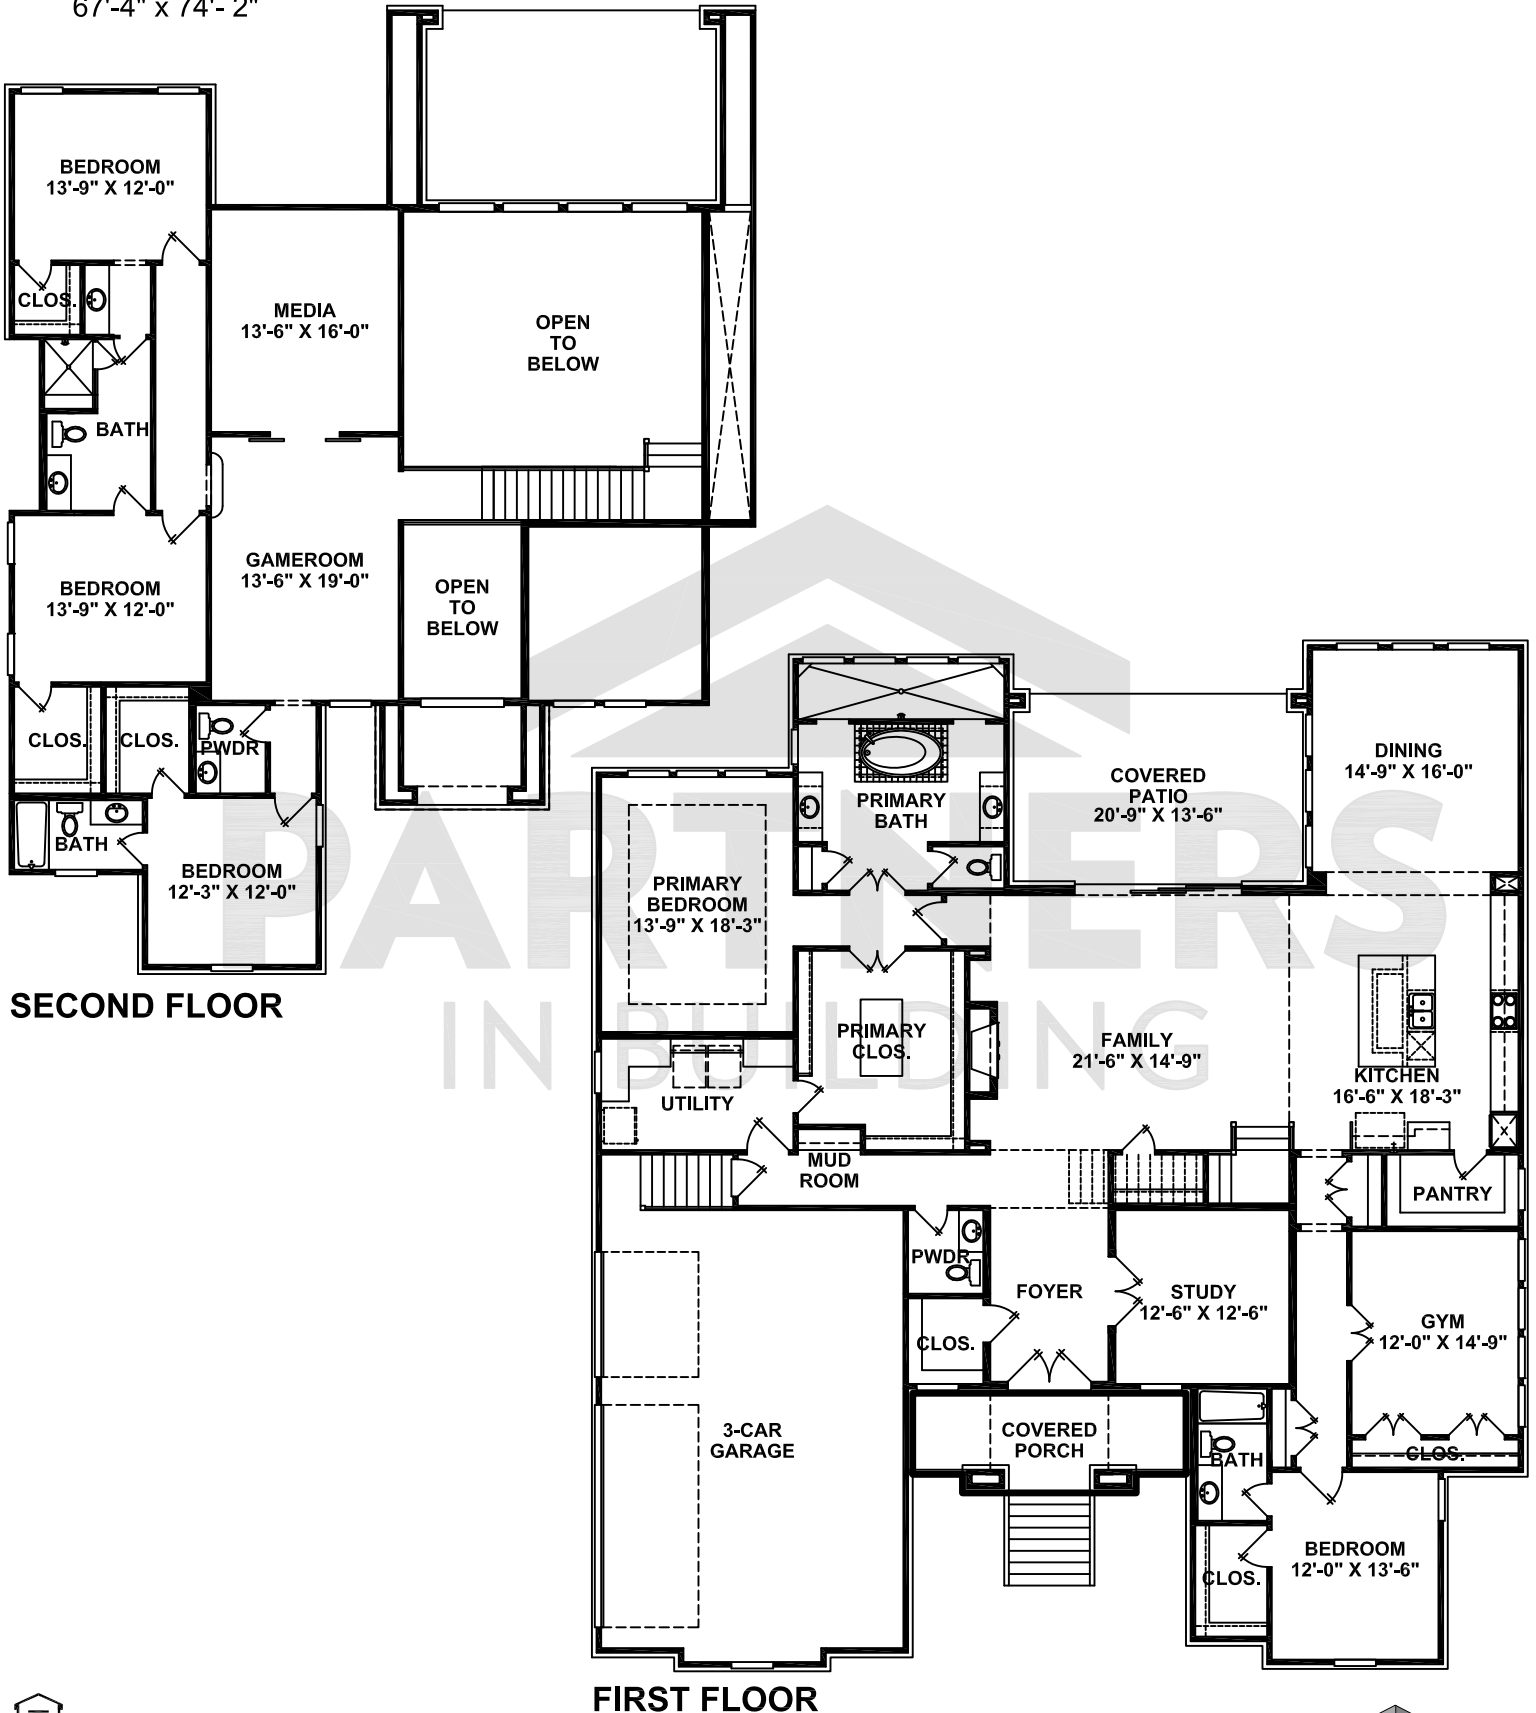 67'-4" x 74'- 2"
BEDROOM
13'-9" X 12'-0"
CLOS.
MEDIA
13'-6" X 16'-0"
OPEN
TO
BELOW
BATH
GAMEROOM
13'-6" X 19'-0"
BEDROOM
13'-9" X 12'-0"
OPEN
TO
BELOW
CLOS.
CLOS.
PWDR
BATH
BEDROOM
12'-3" X 12'-0"
SECOND FLOOR
PARTNERS
IN BUILDING
DINING
14'-9" X 16'-0"
COVERED
PATIO
20'-9" X 13'-6"
PRIMARY
BATH
PRIMARY
BEDROOM
13'-9" X 18'-3"
PRIMARY
CLOS.
FAMILY
21'-6" X 14'-9"
KITCHEN
16'-6" X 18'-3"
UTILITY
MUD
ROOM
PANTRY
PWDR
FOYER
STUDY
12'-6" X 12'-6"
GYM
12'-0" X 14'-9"
CLOS.
3-CAR
GARAGE
COVERED
PORCH
CLOS.
BATH
BEDROOM
12'-0" X 13'-6"
CLOS.
FIRST FLOOR